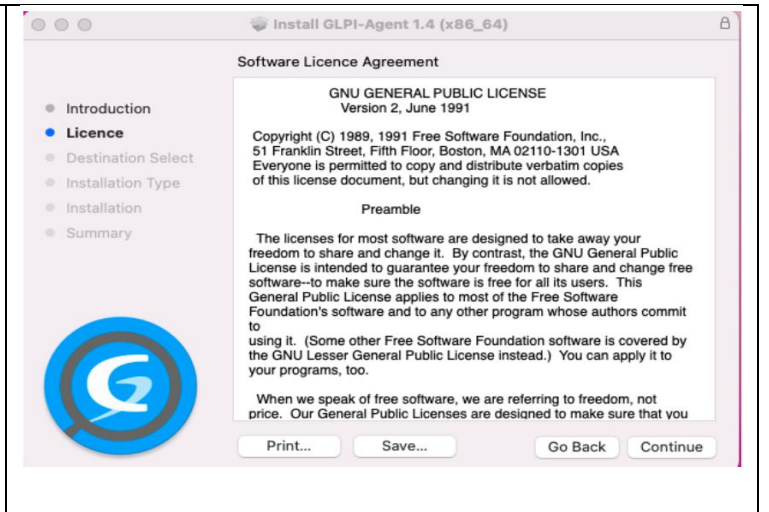 Install GLPI-Agent 1.4 (x86_64)
Software Licence Agreement
Introduction
Licence
Destination Select
Installation Type
Installation
Summary
GNU GENERAL PUBLIC LICENSE
Version 2, June 1991
Copyright (C) 1989, 1991 Free Software Foundation, Inc.,
51 Franklin Street, Fifth Floor, Boston, MA 02110-1301 USA
Everyone is permitted to copy and distribute verbatim copies
of this license document, but changing it is not allowed.
Preamble
The licenses for most software are designed to take away your
freedom to share and change it. By contrast, the GNU General Public
License is intended to guarantee your freedom to share and change free
software--to make sure the software is free for all its users. This
General Public License applies to most of the Free Software
Foundation's software and to any other program whose authors commit
to
using it. (Some other Free Software Foundation software is covered by
the GNU Lesser General Public License instead.) You can apply it to
your programs, too.
When we speak of free software, we are referring to freedom, not
price. Our General Public Licenses are designed to make sure that you
Print...
Save...
Go Back
Continue